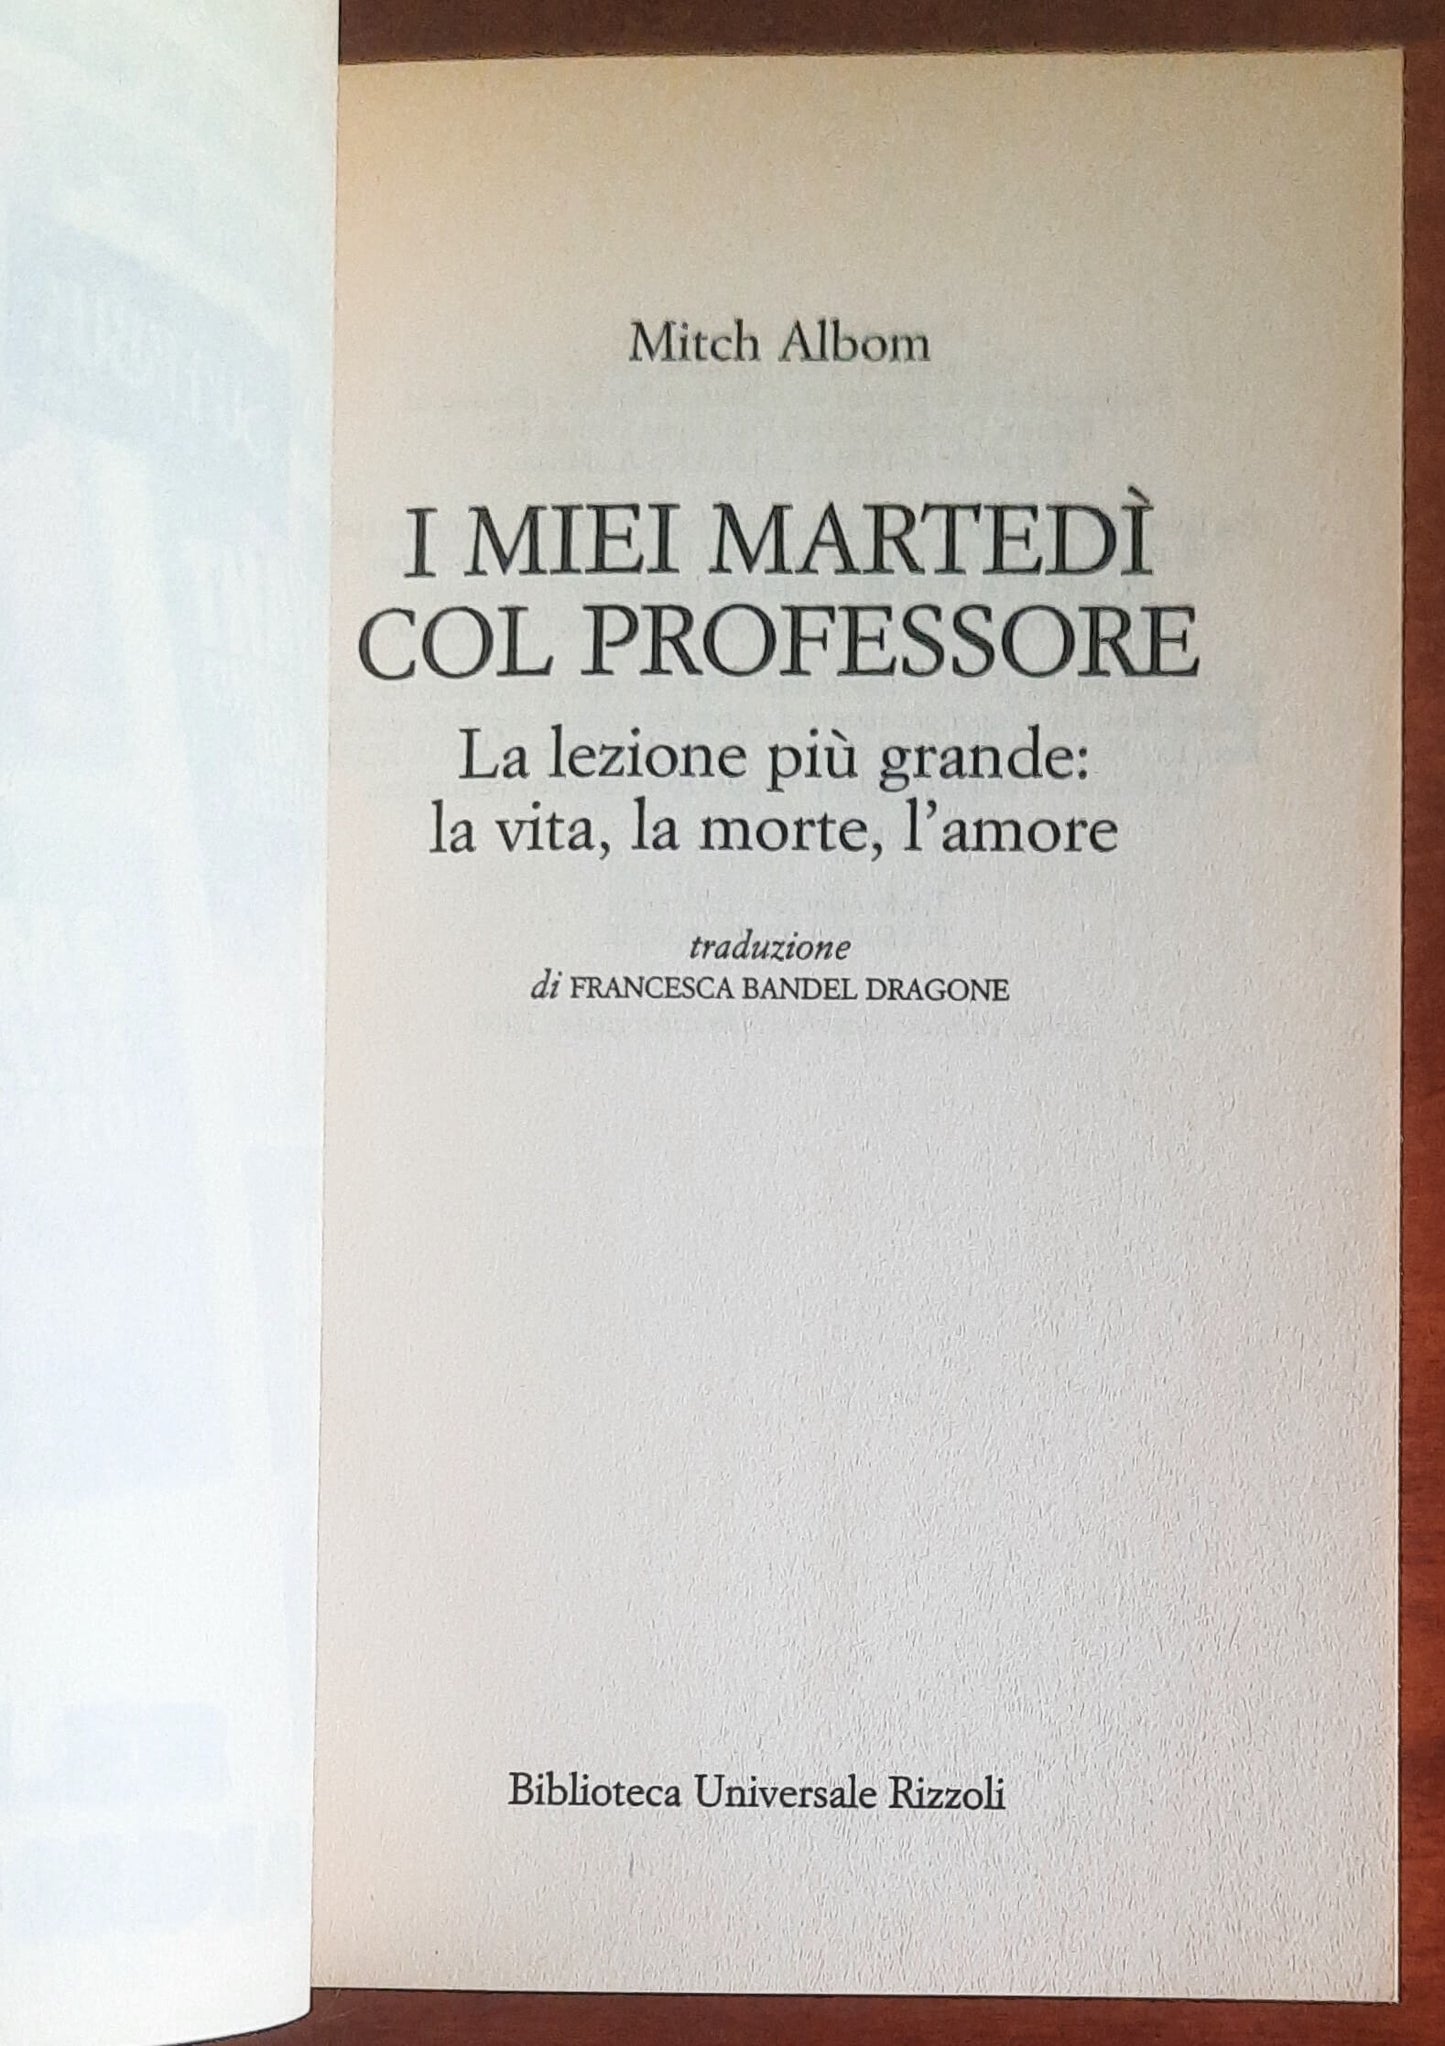 Mitch Albom
I MIEI MARTEDÌ
COL PROFESSORE
La lezione più grande:
la vita, la morte, l’amore
traduzione
di FRANCESCA BANDEL DRAGONE
Biblioteca Universale Rizzoli